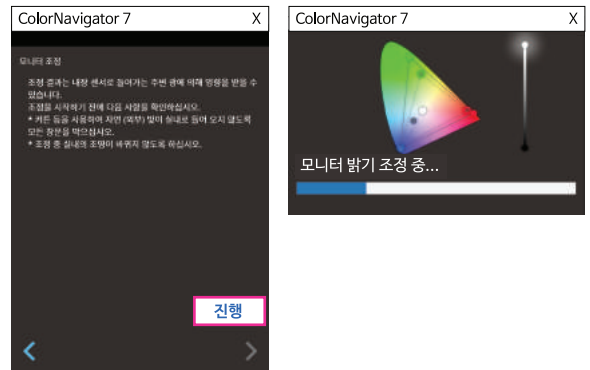 ColorNavigator 7 X
모니터 조정
조정 결과는 내장 센서로 들어가는 주변 광에 의해 영향을 받을 수
있습니다.
조정을 시작하기 전에 다음 사항을 확인하십시오.
* 커튼 등을 사용하여 자연 (외부) 빛이 실내로 들어 오지 않도록
모든 창문을 막으십시오.
* 조정 중 실내의 조명이 바뀌지 않도록 하십시오.
진행
ColorNavigator 7 X
모니터 밝기 조정 중...